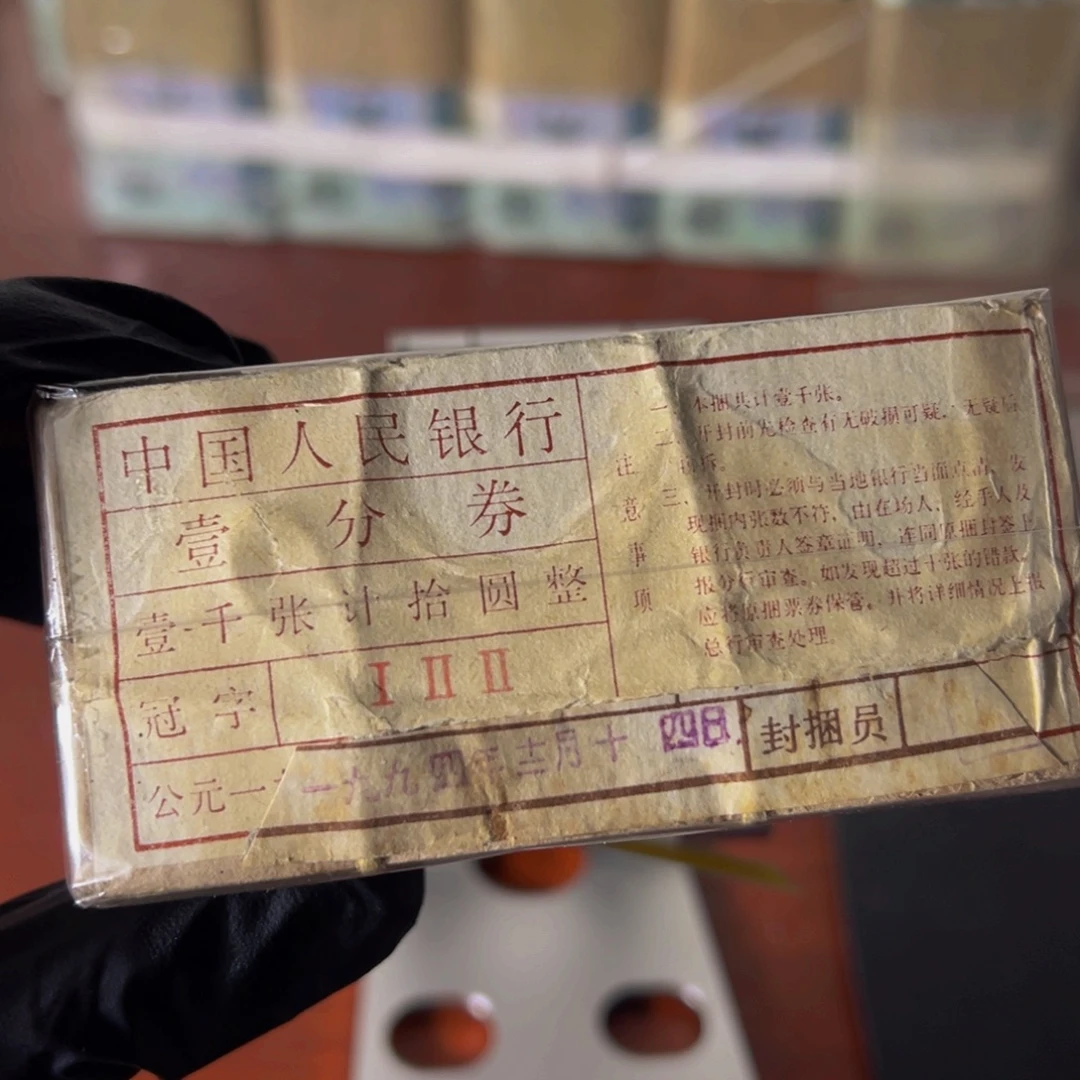 中国人民银行
壹分券
壹千张计拾圆整
冠字 I II II
公元一
一九九四年十二月十四日
封捆员
注意事项
一、本捆共计壹千张。
二、开封前先检查有无破损可疑，无疑后
拆。
三、开封时必须与当地银行当面点清，发
现捆内张数不符，由在场人、经手人及
银行负责人签章证明，连同原捆封签上
报分行审查。如发现超过十张的错款，
应将原捆票券保管。并将详细情况上报
总行审查处理。